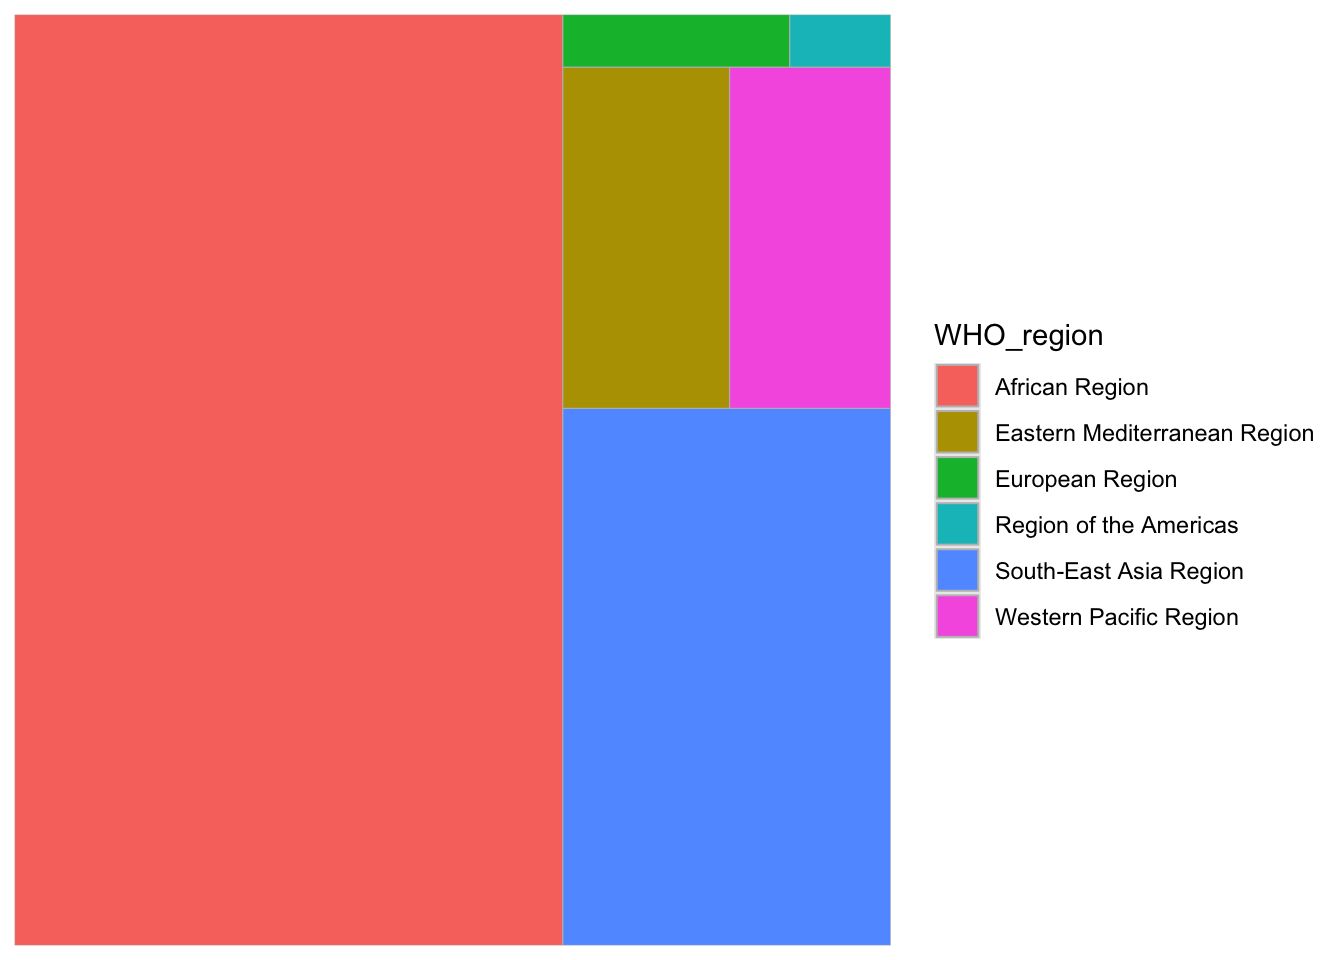 WHO_region
African Region
Eastern Mediterranean Region
European Region
Region of the Americas
South-East Asia Region
Western Pacific Region